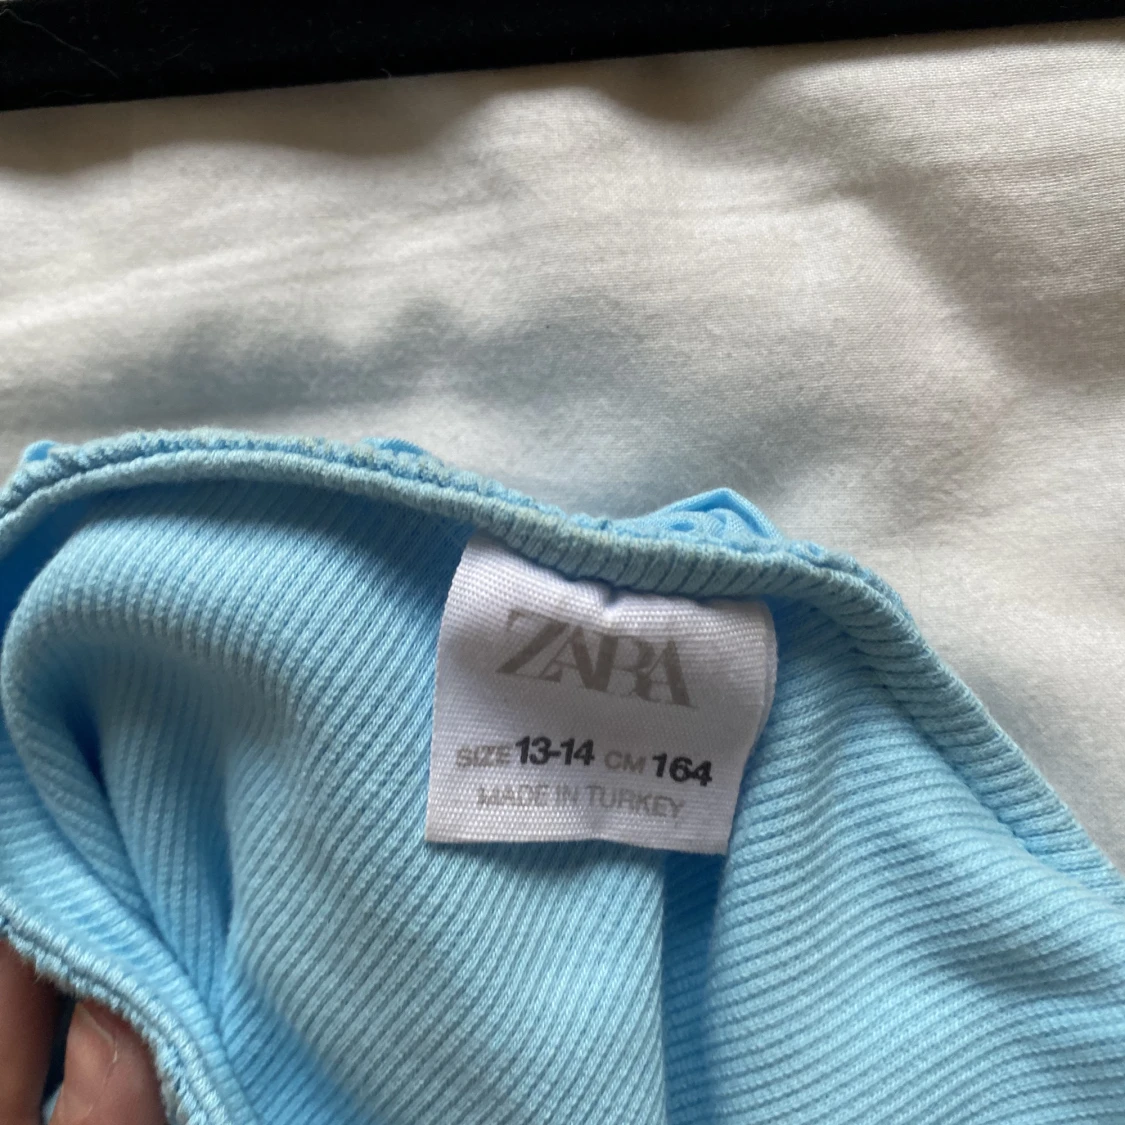 ZARA
SIZE 13-14 CM 164
MADE IN TURKEY